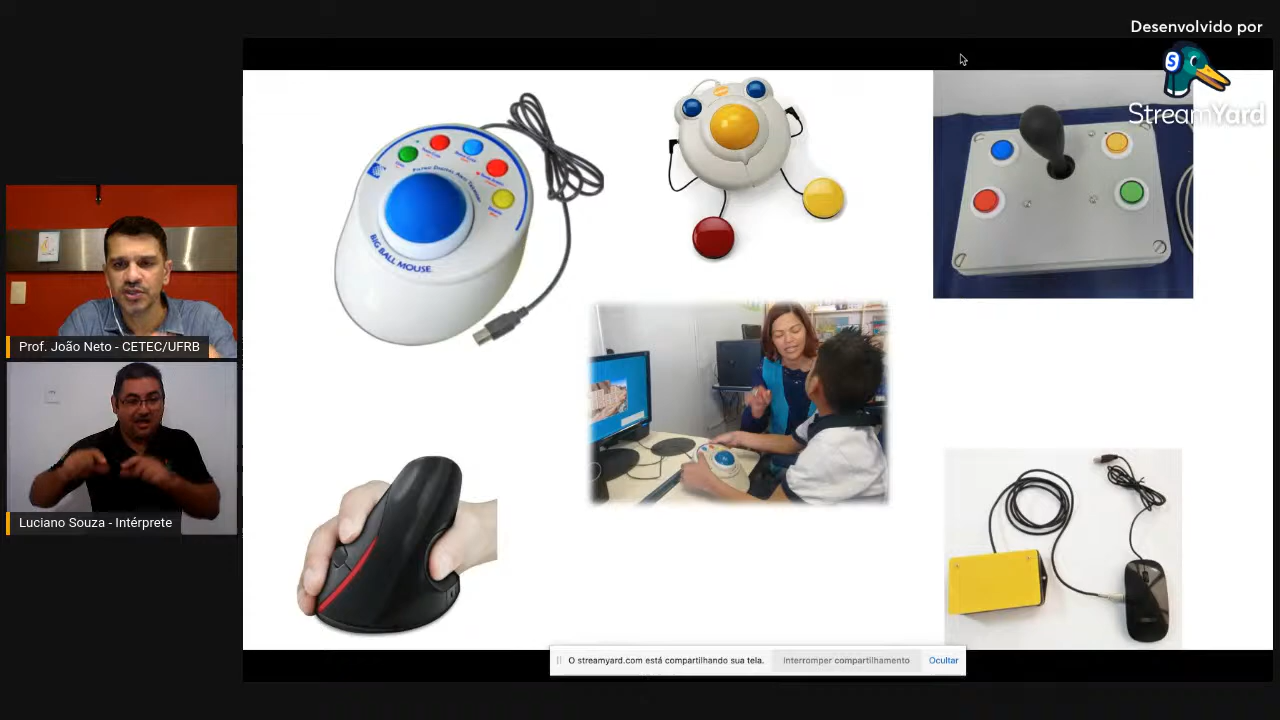 Desenvolvido por
S
StreamYard
BIG BALL MOUSE
Prof. João Neto - CETEC/UFRB
Luciano Souza - Intérprete
O streamyard.com está compartilhando sua tela.
Interromper compartilhamento
Ocultar